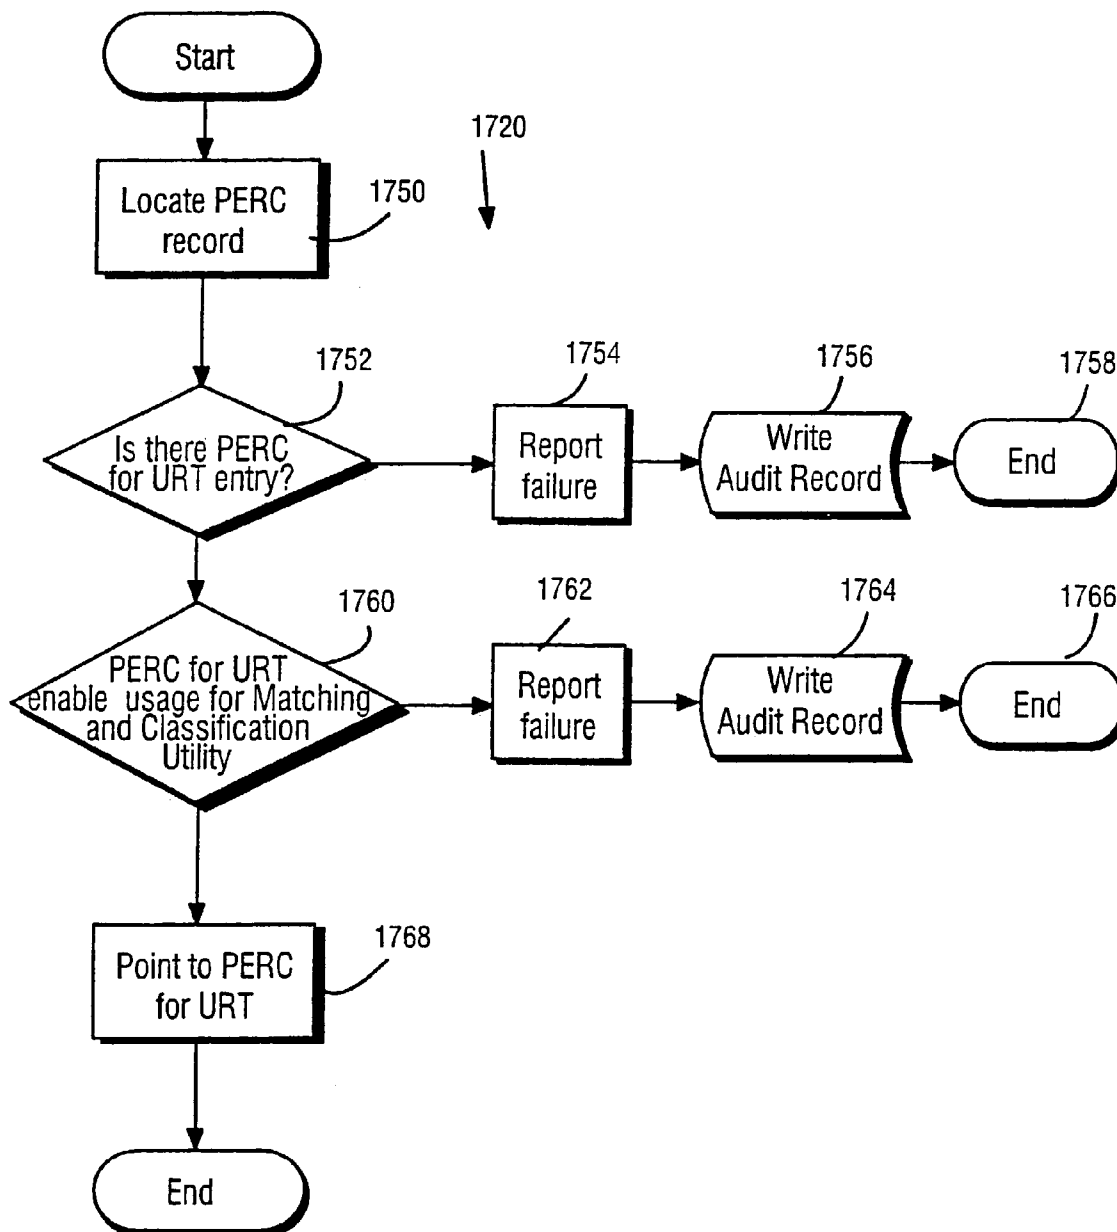 Start
1720
Locate PERC
record
1750
1752
Is there PERC
for URT entry?
1754
Report
failure
1756
Write
Audit Record
1758
End
1760
PERC for URT
enable usage for Matching
and Classification
Utility
1762
Report
failure
1764
Write
Audit Record
1766
End
1768
Point to PERC
for URT
End